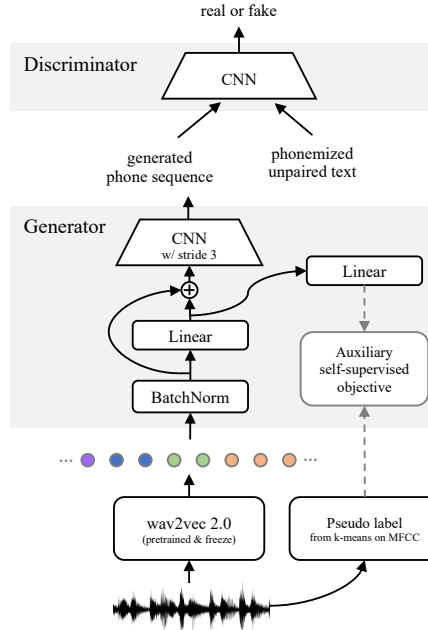 real or fake
Discriminator
CNN
generated
phone sequence
phonemized
unpaired text
Generator
CNN
w/ stride 3
+
Linear
Linear
Auxiliary
self-supervised
objective
BatchNorm
...
...
wav2vec 2.0
(pretrained & freeze)
Pseudo label
from k-means on MFCC